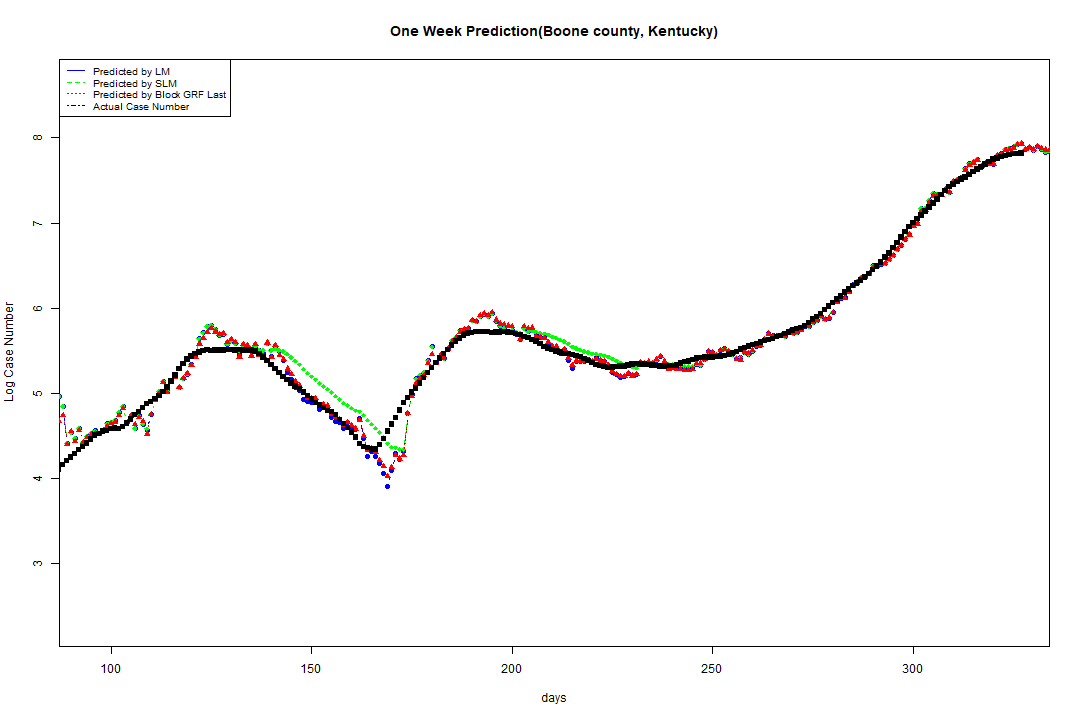 One Week Prediction(Boone county, Kentucky)
Predicted by LM
Predicted by SLM
Predicted by Block GRF Last
Actual Case Number
8
7
6
5
4
3
Log Case Number
100
150
200
250
300
days